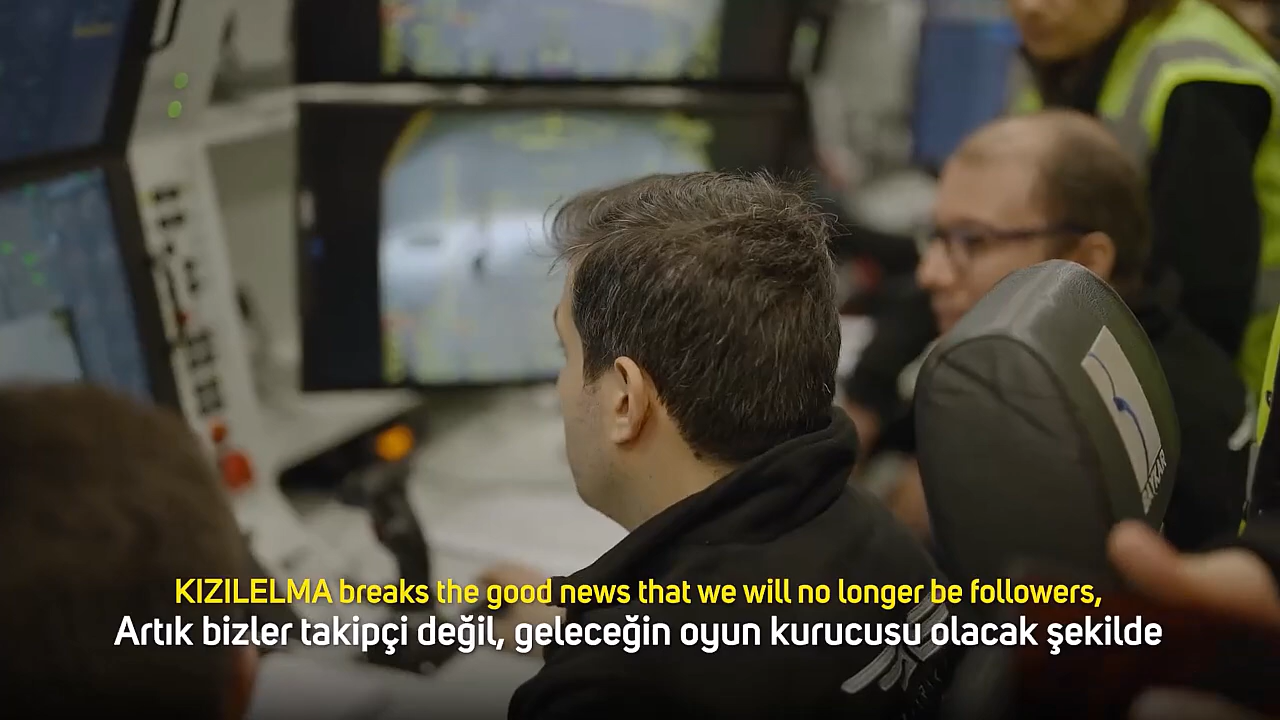 BAYKAR
KIZILELMA breaks the good news that we will no longer be followers,
Artık bizler takipçi değil, geleceğin oyun kurucusu olacak şekilde